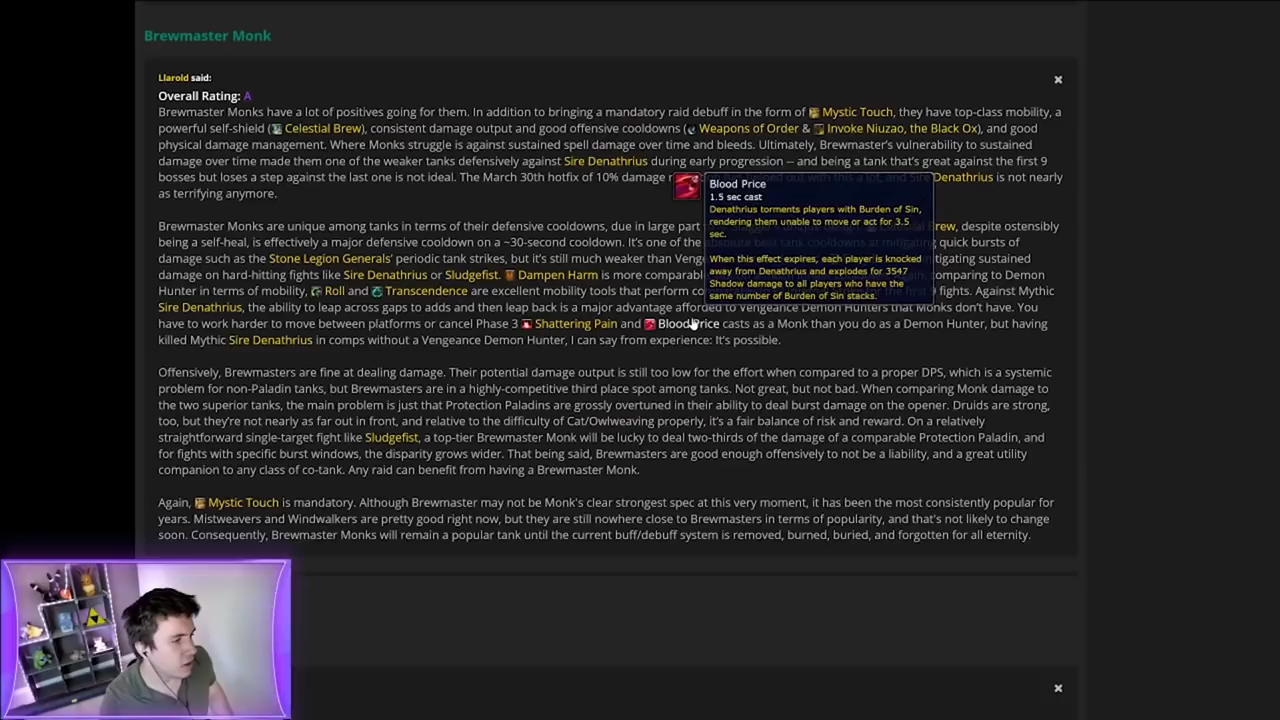 Brewmaster Monk
Llarold said:
Overall Rating: A
Brewmaster Monks have a lot of positives going for them. In addition to bringing a mandatory raid debuff in the form of Mystic Touch, they have top-class mobility, a
powerful self-shield (Celestial Brew), consistent damage output and good offensive cooldowns (Weapons of Order & Invoke Niuzao, the Black Ox), and good
physical damage management. Where Monks struggle is against sustained spell damage over time and bleeds. Ultimately, Brewmaster's vulnerability to sustained
damage over time made them one of the weaker tanks defensively against Sire Denathrius during early progression – and being a tank that's great against the first 9
bosses but loses a step against the last one is not ideal. The March 30th hotfix of 10% damage Denathrius is not nearly
as terrifying anymore.
Blood Price
1.5 sec cast
Denathrius torments players with Burden of Sin,
rendering them unable to move or act for 3.5
sec.
When this effect expires, each player is knocked
away from Denathrius and explodes for 3547
Shadow damage to all players who have the
same number of Burden of Sin stacks.
Brewmaster Monks are unique among tanks in terms of their defensive cooldowns, due in large part Brew, despite ostensibly
being a self-heal, is effectively a major defensive cooldown on a ~30-second cooldown. It's one of the quick bursts of
damage such as the Stone Legion Generals' periodic tank strikes, but it's still much weaker than sustained
damage on hard-hitting fights like Sire Denathrius or Sludgefist. Dampen Harm is more comparable comparing to Demon
Hunter in terms of mobility, Roll and Transcendence are excellent mobility tools that perform 9 fights. Against Mythic
Sire Denathrius, the ability to leap across gaps to adds and then leap back is a major advantage afforded to Vengeance Demon Hunters that Monks don't have. You
have to work harder to move between platforms or cancel Phase 3 Shattering Pain and Blood Price casts as a Monk than you do as a Demon Hunter, but having
killed Mythic Sire Denathrius in comps without a Vengeance Demon Hunter, I can say from experience: It's possible.
Offensively, Brewmasters are fine at dealing damage. Their potential damage output is still too low for the effort when compared to a proper DPS, which is a systemic
problem for non-Paladin tanks, but Brewmasters are in a highly-competitive third place spot among tanks. Not great, but not bad. When comparing Monk damage to
the two superior tanks, the main problem is just that Protection Paladins are grossly overtuned in their ability to deal burst damage on the opener. Druids are strong,
too, but they're not nearly as far out in front, and relative to the difficulty of Cat/Owlweaving properly, it's a fair balance of risk and reward. On a relatively
straightforward single-target fight like Sludgefist, a top-tier Brewmaster Monk will be lucky to deal two-thirds of the damage of a comparable Protection Paladin, and
for fights with specific burst windows, the disparity grows wider. That being said, Brewmasters are good enough offensively to not be a liability, and a great utility
companion to any class of co-tank. Any raid can benefit from having a Brewmaster Monk.
Again, Mystic Touch is mandatory. Although Brewmaster may not be Monk's clear strongest spec at this very moment, it has been the most consistently popular for
years. Mistweavers and Windwalkers are pretty good right now, but they are still nowhere close to Brewmasters in terms of popularity, and that's not likely to change
soon. Consequently, Brewmaster Monks will remain a popular tank until the current buff/debuff system is removed, burned, buried, and forgotten for all eternity.